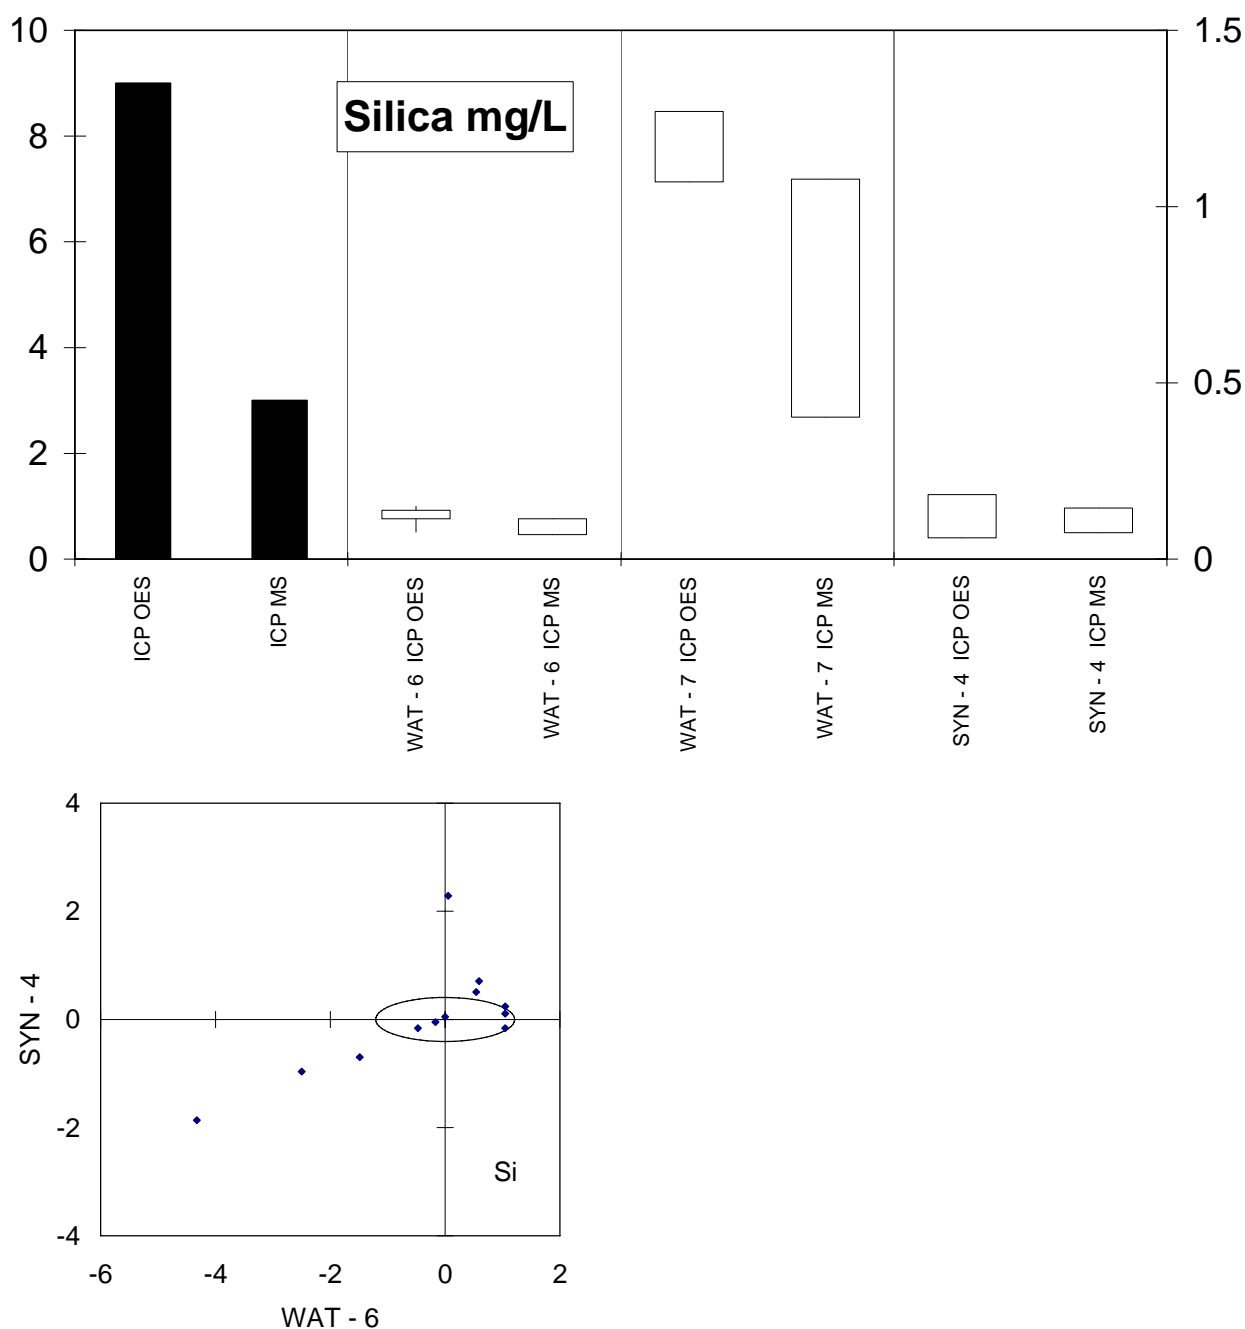 10
1.5
Silica mg/L
8
1
6
4
0.5
2
0
0
ICP OES
ICP MS
WAT - 6  ICP OES
WAT - 6  ICP MS
WAT - 7  ICP OES
WAT - 7  ICP MS
SYN - 4  ICP OES
SYN - 4  ICP MS
4
2
SYN - 4
0
-2
Si
-4
-6
-4
-2
0
2
WAT - 6